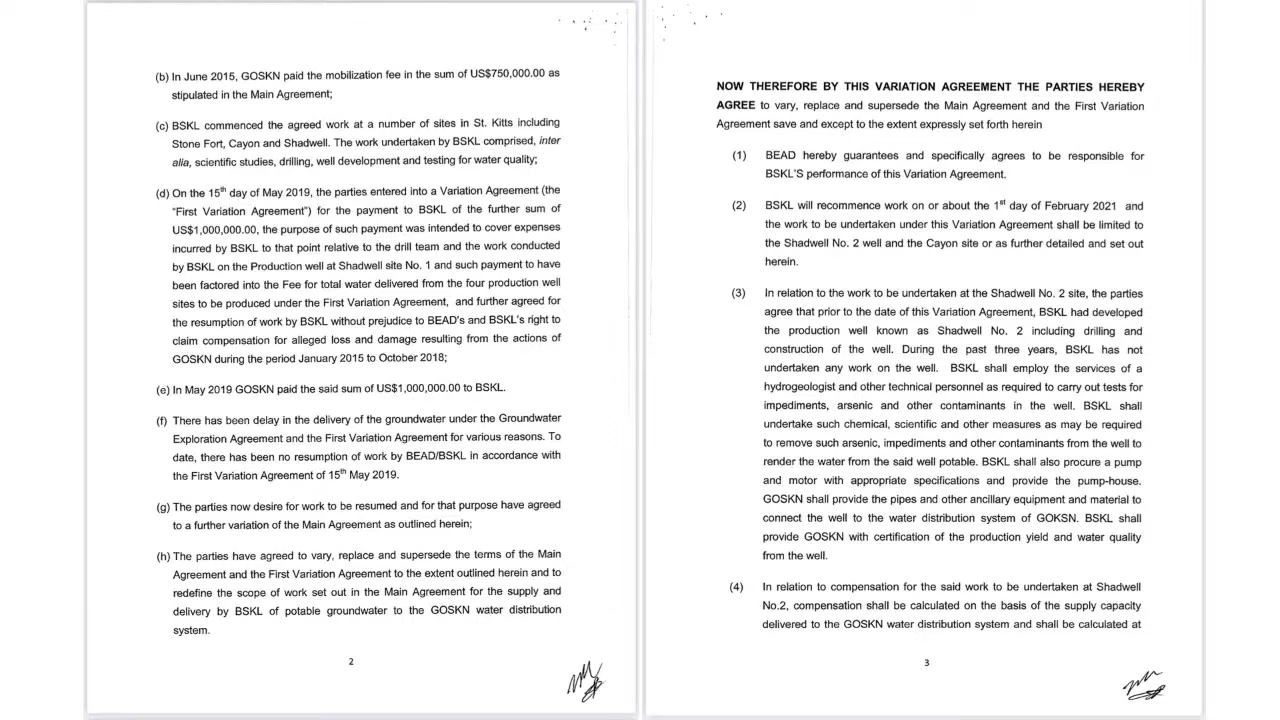 (b) In June 2015, GOSKN paid the mobilization fee in the sum of US$750,000.00 as
stipulated in the Main Agreement;
(c) BSKL commenced the agreed work at a number of sites in St. Kitts including
Stone Fort, Cayon and Shadwell. The work undertaken by BSKL comprised, inter
alia, scientific studies, drilling, well development and testing for water quality;
(d) On the 15th day of May 2019, the parties entered into a Variation Agreement (the
"First Variation Agreement") for the payment to BSKL of the further sum of
US$1,000,000.00, the purpose of such payment was intended to cover expenses
incurred by BSKL to that point relative to the drill team and the work conducted
by BSKL on the Production well at Shadwell site No. 1 and such payment to have
been factored into the Fee for total water delivered from the four production well
sites to be produced under the First Variation Agreement, and further agreed for
the resumption of work by BSKL without prejudice to BEAD's and BSKL's right to
claim compensation for alleged loss and damage resulting from the actions of
GOSKN during the period January 2015 to October 2018;
(e) In May 2019 GOSKN paid the said sum of US$1,000,000.00 to BSKL.
(f) There has been delay in the delivery of the groundwater under the Groundwater
Exploration Agreement and the First Variation Agreement for various reasons. To
date, there has been no resumption of work by BEAD/BSKL in accordance with
the First Variation Agreement of 15th May 2019.
(g) The parties now desire for work to be resumed and for that purpose have agreed
to a further variation of the Main Agreement as outlined herein;
(h) The parties have agreed to vary, replace and supersede the terms of the Main
Agreement and the First Variation Agreement to the extent outlined herein and to
redefine the scope of work set out in the Main Agreement for the supply and
delivery by BSKL of potable groundwater to the GOSKN water distribution
system.
2
NOW THEREFORE BY THIS VARIATION AGREEMENT THE PARTIES HEREBY
AGREE to vary, replace and supersede the Main Agreement and the First Variation
Agreement save and except to the extent expressly set forth herein
(1) BEAD hereby guarantees and specifically agrees to be responsible for
BSKL'S performance of this Variation Agreement.
(2) BSKL will recommence work on or about the 1st day of February 2021 and
the work to be undertaken under this Variation Agreement shall be limited to
the Shadwell No. 2 well and the Cayon site or as further detailed and set out
herein.
(3) In relation to the work to be undertaken at the Shadwell No. 2 site, the parties
agree that prior to the date of this Variation Agreement, BSKL had developed
the production well known as Shadwell No. 2 including drilling and
construction of the well. During the past three years, BSKL has not
undertaken any work on the well. BSKL shall employ the services of a
hydrogeologist and other technical personnel as required to carry out tests for
impediments, arsenic and other contaminants in the well. BSKL shall
undertake such chemical, scientific and other measures as may be required
to remove such arsenic, impediments and other contaminants from the well to
render the water from the said well potable. BSKL shall also procure a pump
and motor with appropriate specifications and provide the pump-house.
GOSKN shall provide the pipes and other ancillary equipment and material to
connect the well to the water distribution system of GOKSN. BSKL shall
provide GOSKN with certification of the production yield and water quality
from the well.
(4) In relation to compensation for the said work to be undertaken at Shadwell
No.2, compensation shall be calculated on the basis of the supply capacity
delivered to the GOSKN water distribution system and shall be calculated at
3